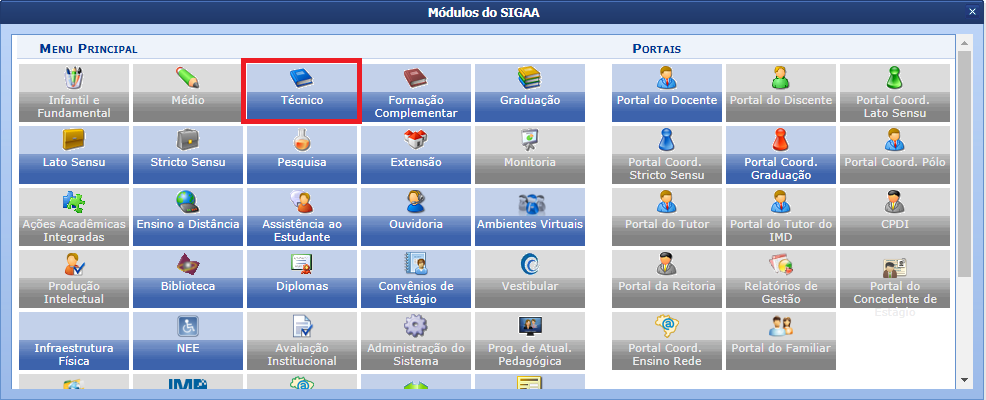 Módulos do SIGAA
×
MENU PRINCIPAL
Infantil e
Fundamental
Médio
Técnico
Formação
Complementar
Graduação
Lato Sensu
Stricto Sensu
Pesquisa
Extensão
Monitoria
Ações Acadêmicas
Integradas
Ensino a Distância
Assistência ao
Estudante
Ouvidoria
Ambientes Virtuais
Produção
Intelectual
Biblioteca
Diplomas
Convênios de
Estágio
Vestibular
Infraestrutura
Física
NEE
Avaliação
Institucional
Administração do
Sistema
Prog. de Atual.
Pedagógica
IMD
PORTAIS
Portal do Docente
Portal do Discente
Portal Coord.
Lato Sensu
Portal Coord.
Stricto Sensu
Portal Coord.
Graduação
Portal Coord. Pólo
Portal do Tutor
Portal do Tutor do
IMD
CPDI
Portal da Reitoria
Relatórios de
Gestão
Portal do
Concedente de
Estágio
Portal Coord.
Ensino Rede
Portal do Familiar